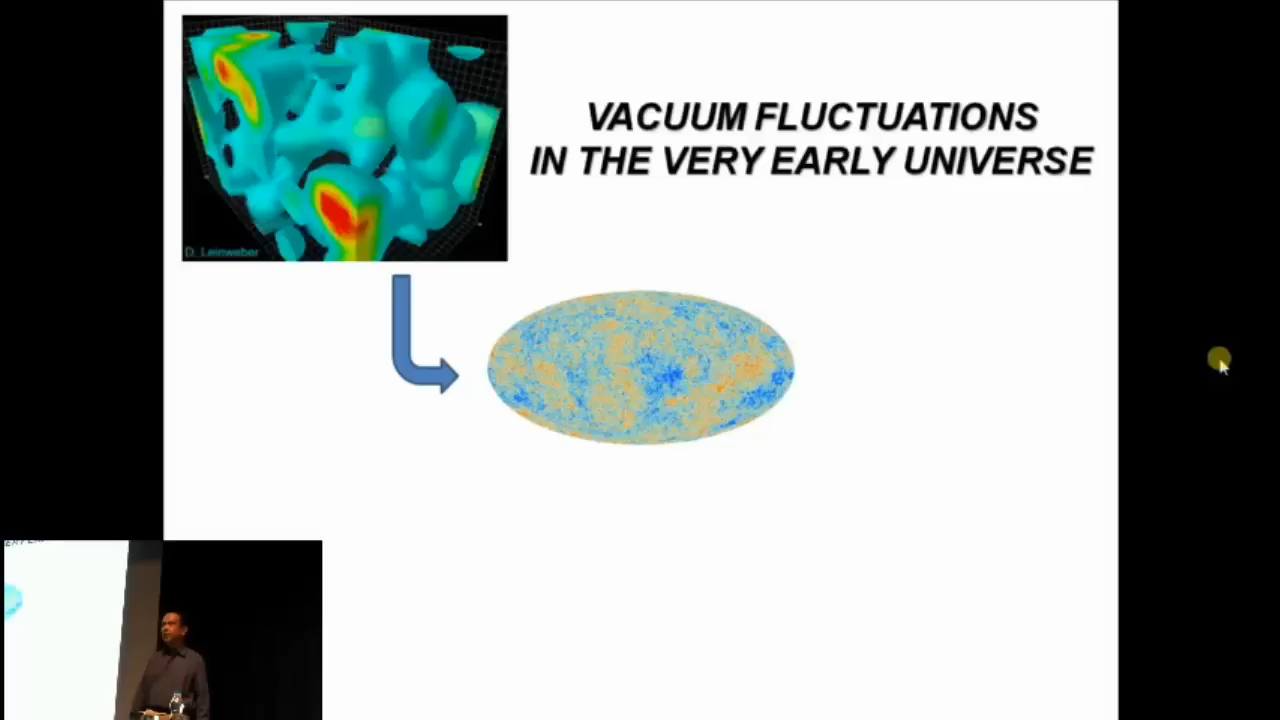 VACUUM FLUCTUATIONS
IN THE VERY EARLY UNIVERSE
D. Leinweber